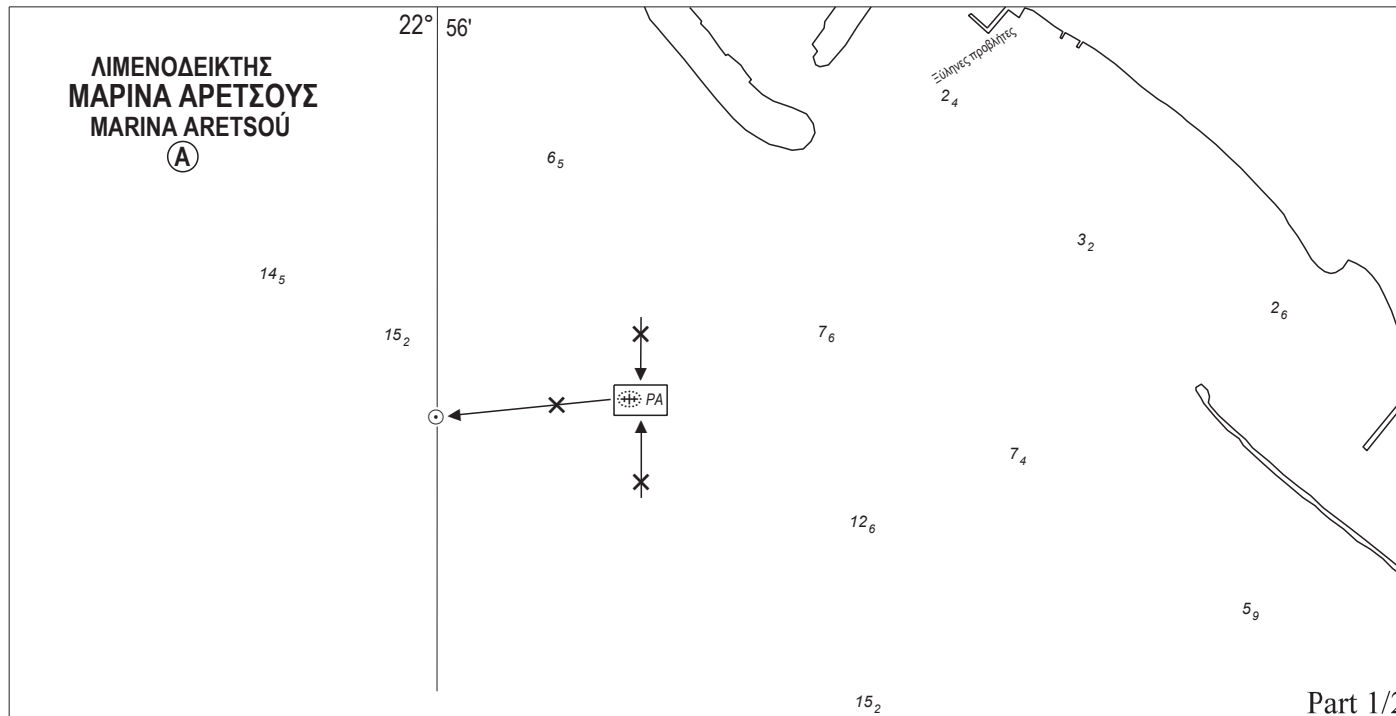 22° 56'
ΛΙΜΕΝΟΔΕΙΚΤΗΣ
ΜΑΡΙΝΑ ΑΡΕΤΣΟΥΣ
MARINA ARETSOÚ
A
Ξύλινες προβλήτες
2₄
6₅
3₂
14₅
2₆
15₂
7₆
PA
7₄
12₆
5₉
15₂
Part 1/2